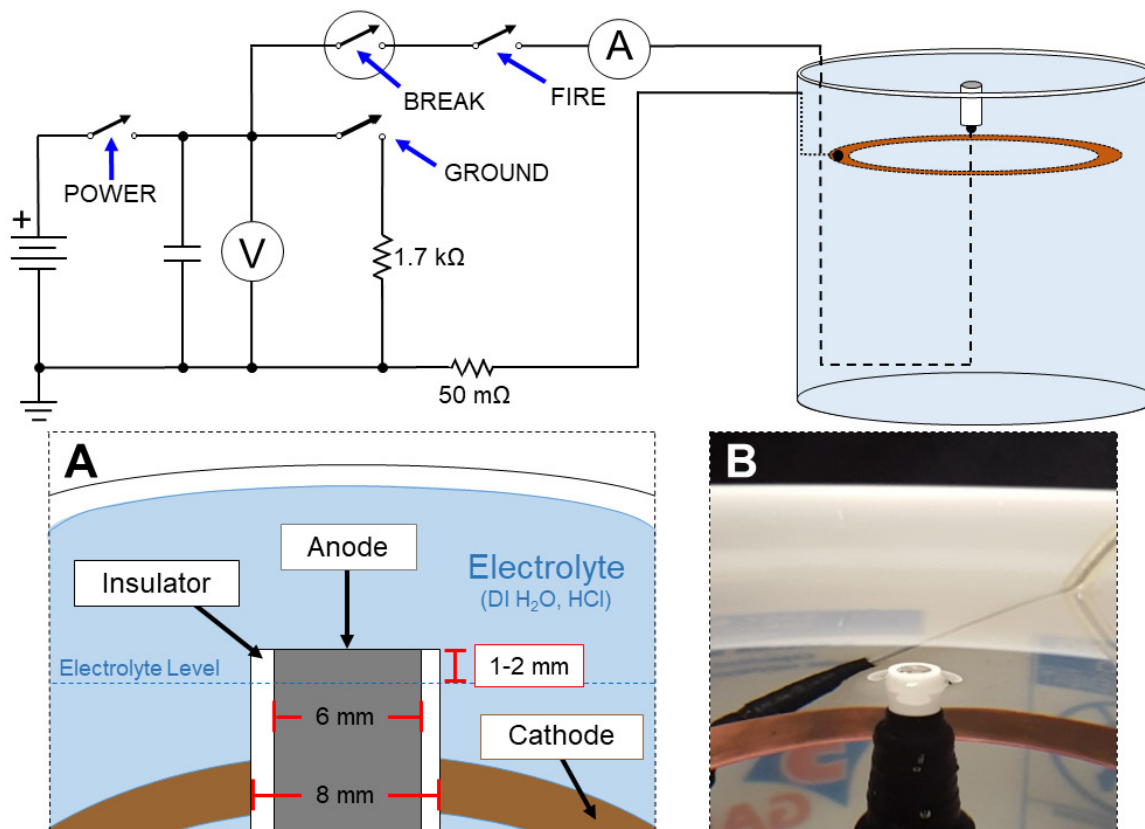 A
BREAK
FIRE
POWER
GROUND
+
V
1.7 kΩ
50 mΩ
A
Anode
Insulator
Electrolyte
(DI H₂O, HCl)
Electrolyte Level
1-2 mm
6 mm
Cathode
8 mm
B
GA